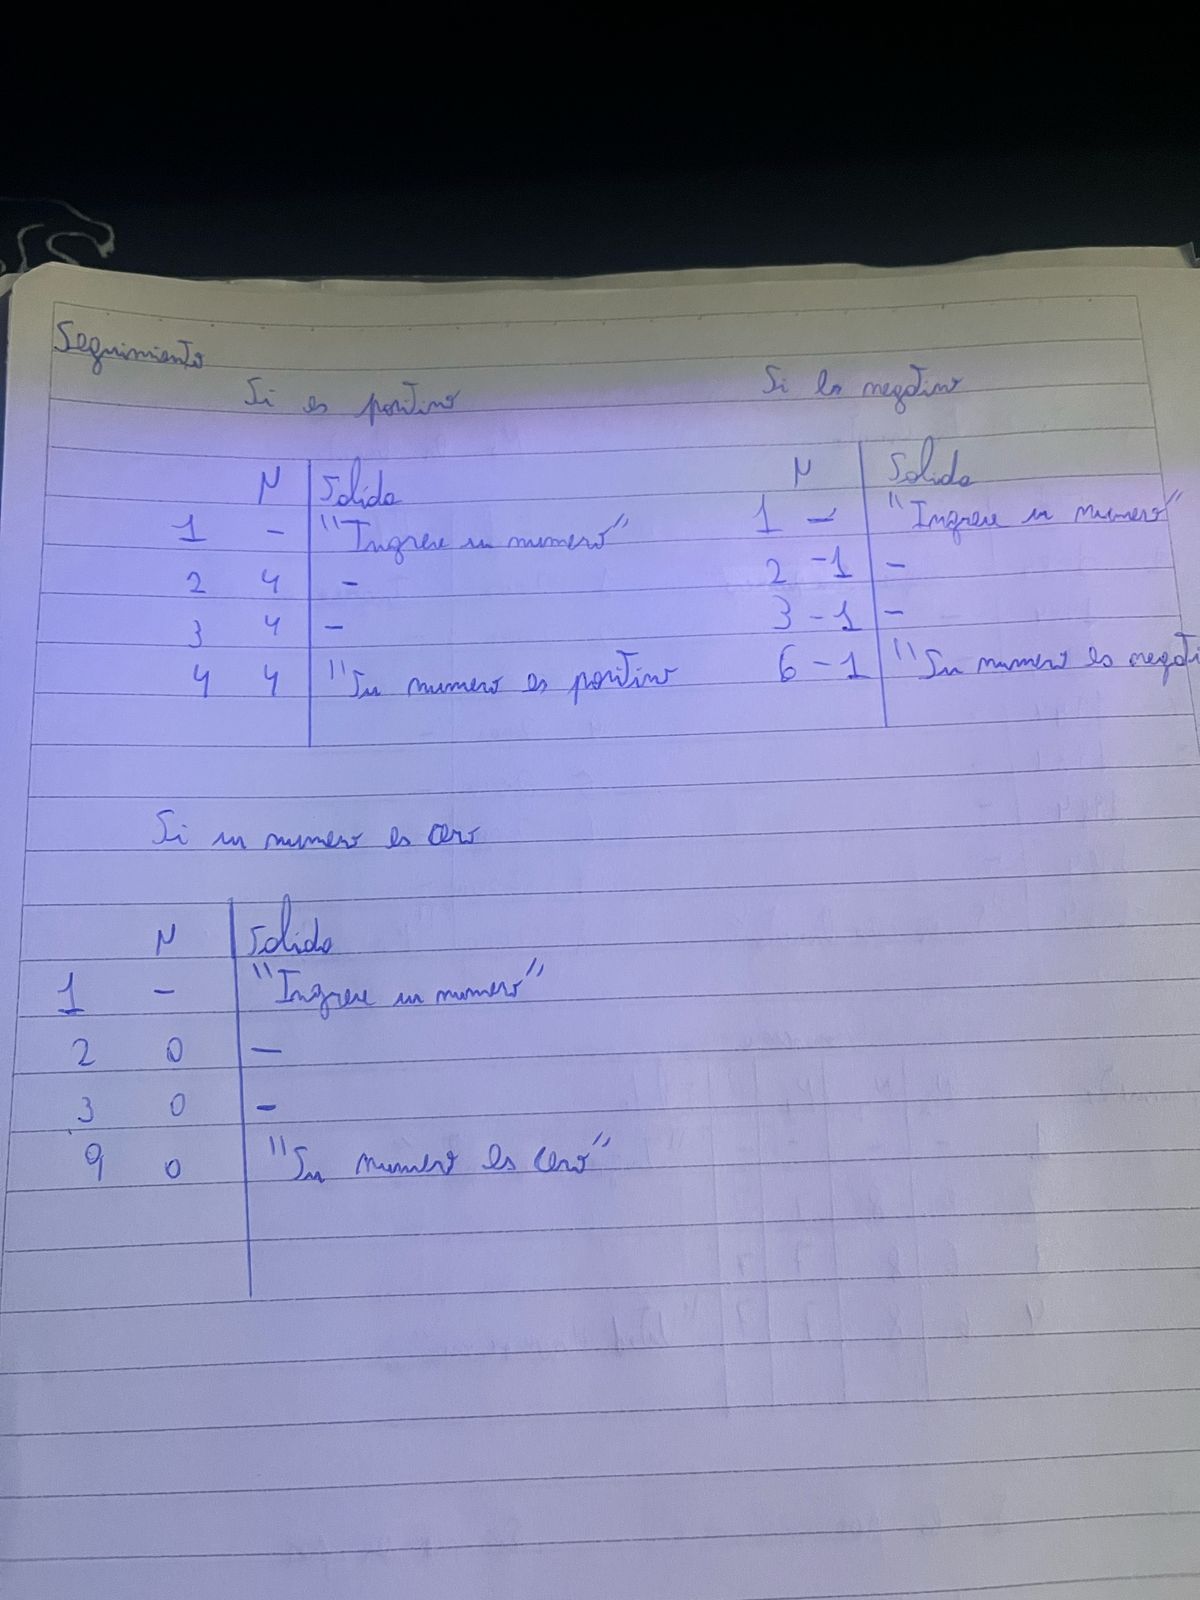 Seguimiento
Si es positivo
N Salida
1 - "Ingrese un numero"
2 4 -
3 4 -
4 4 "Su numero es positivo
Si es negativo
N Salida
1 - "Ingrese un numero"
2 -1 -
3 -1 -
6 -1 "Su numero es negati
Si un numero es cero
N Salida
1 - "Ingrese un numero"
2 0 -
3 0 -
9 0 "Su numero es cero"